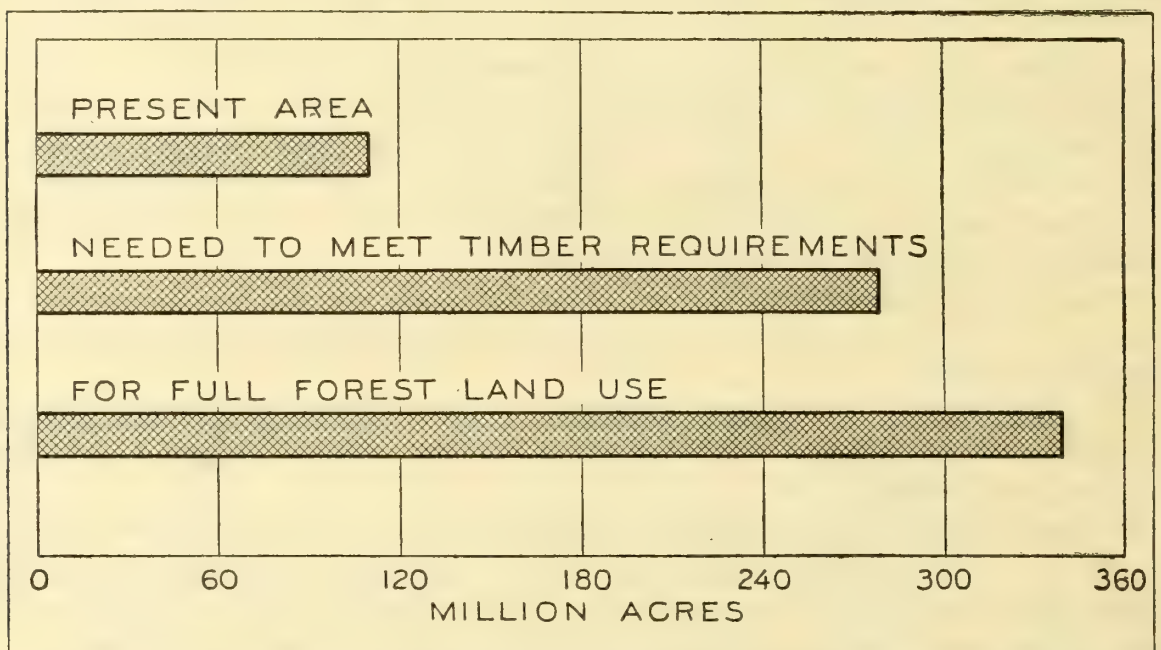 PRESENT AREA
NEEDED TO MEET TIMBER REQUIREMENTS
FOR FULL FOREST LAND USE
0 60 120 180 240 300 360
MILLION ACRES